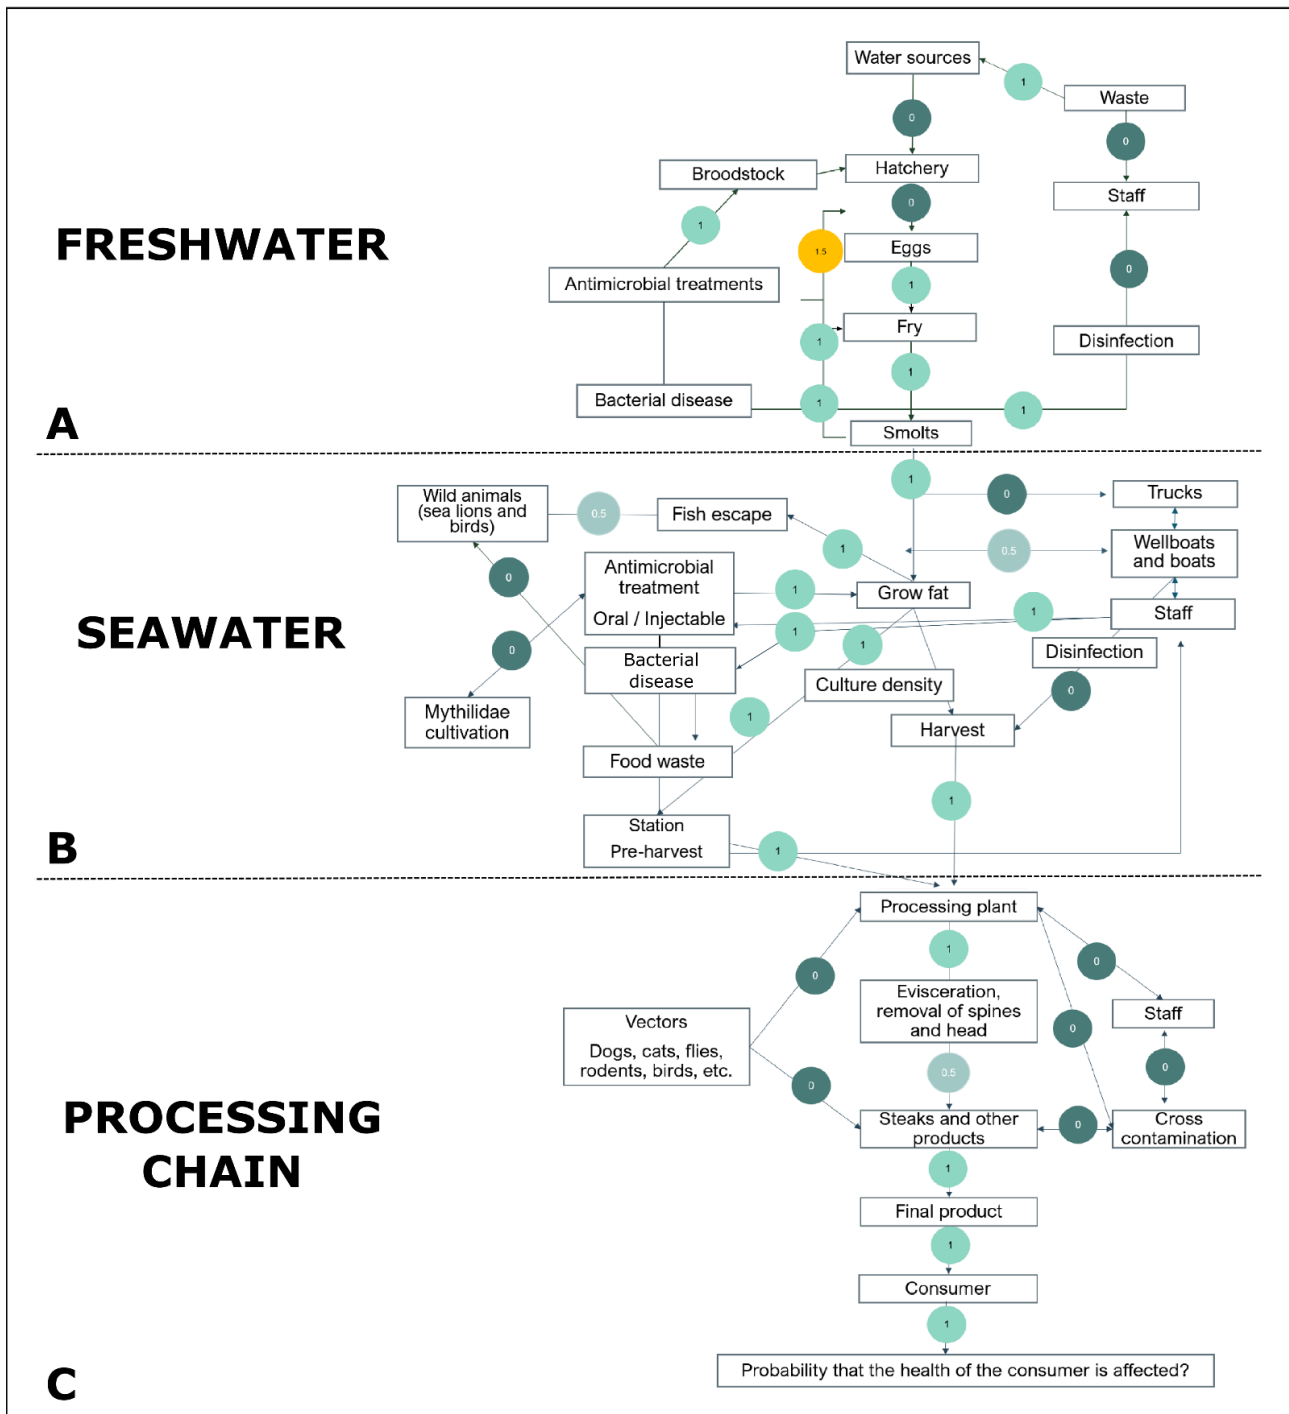 Water sources
1
Waste
0
0
Hatchery
Broodstock
Staff
0
1
FRESHWATER
1.5
Eggs
0
Antimicrobial treatments
1
Fry
1
Disinfection
1
Bacterial disease
1
1
A
Smolts
1
Trucks
0
Wild animals
(sea lions and
birds)
0.5
Fish escape
1
0.5
Wellboats
and boats
0
Antimicrobial
treatment
Oral / Injectable
1
Grow fat
1
Staff
SEAWATER
1
1
0
Disinfection
Bacterial
disease
Culture density
0
Mythilidae
cultivation
1
Harvest
Food waste
1
Station
Pre-harvest
1
B
Processing plant
1
0
0
Evisceration,
removal of spines
and head
Staff
Vectors
Dogs, cats, flies,
rodents, birds, etc.
0
0
0.5
0
PROCESSING
CHAIN
Steaks and other
products
0
Cross
contamination
1
Final product
1
Consumer
1
Probability that the health of the consumer is affected?
C